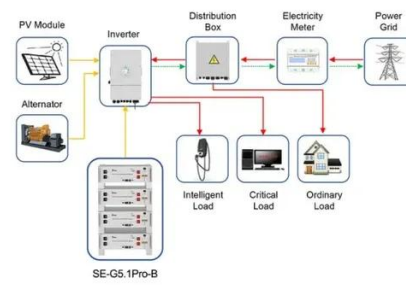 PV Module
Inverter
Distribution
Box
Electricity
Meter
Power
Grid
Alternator
Intelligent
Load
Critical
Load
Ordinary
Load
SE-G5.1Pro-B